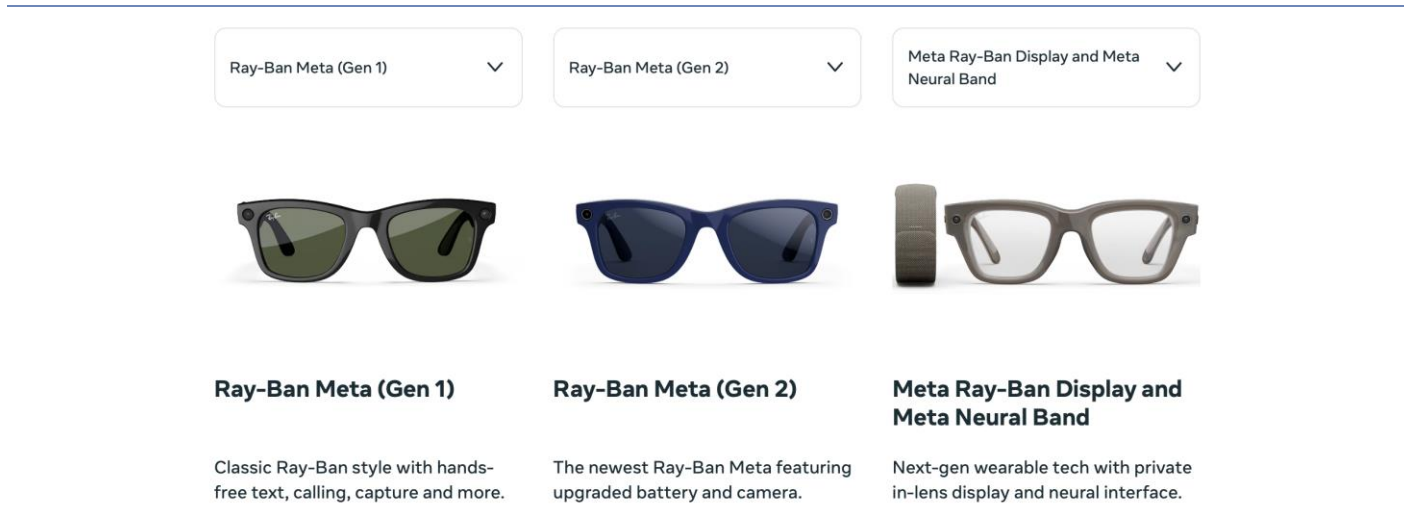 Ray-Ban Meta (Gen 1)
Ray-Ban Meta (Gen 2)
Meta Ray-Ban Display and Meta
Neural Band
Ray-Ban
Ray-Ban Meta (Gen 1)
Ray-Ban Meta (Gen 2)
Meta Ray-Ban Display and
Meta Neural Band
Classic Ray-Ban style with hands-
free text, calling, capture and more.
The newest Ray-Ban Meta featuring
upgraded battery and camera.
Next-gen wearable tech with private
in-lens display and neural interface.